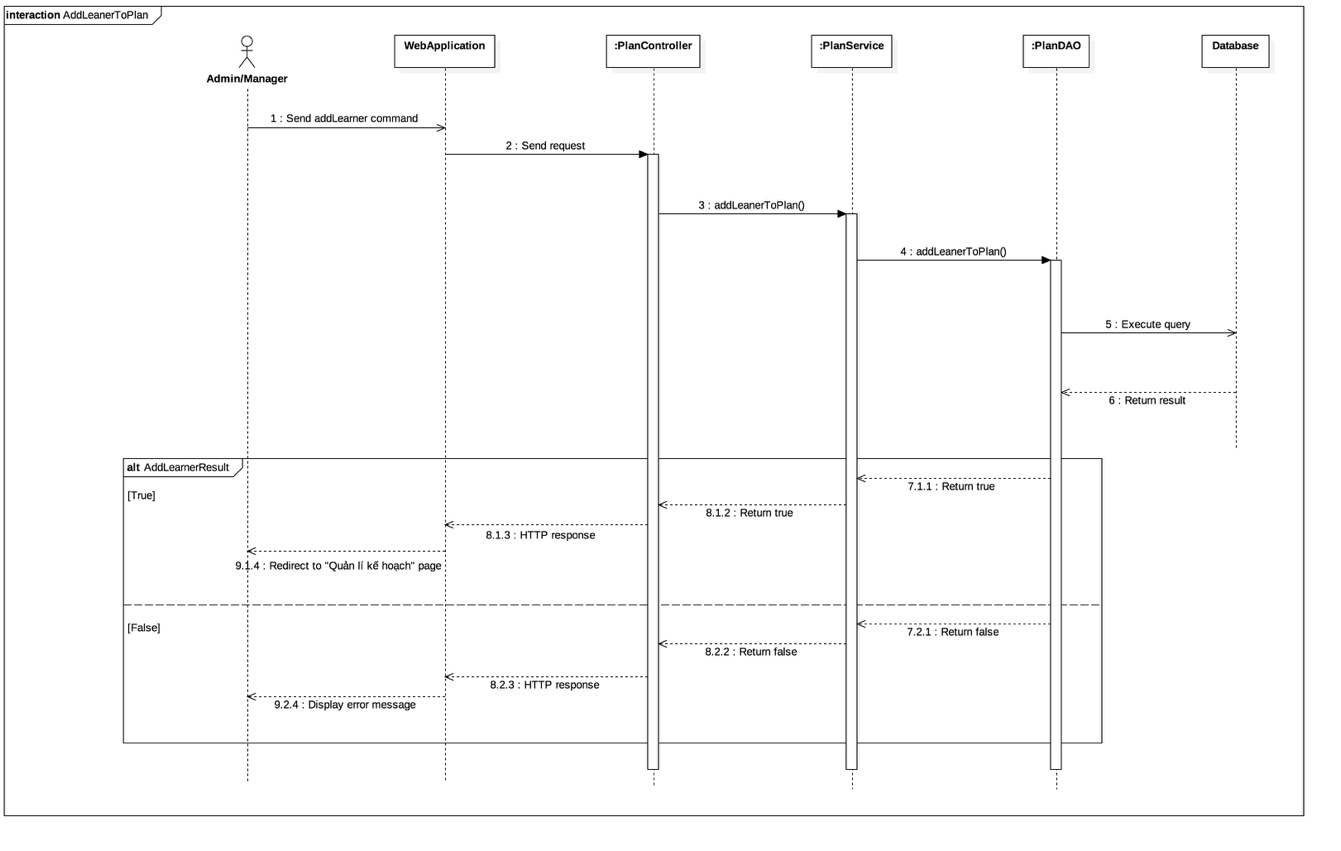 interaction AddLeanerToPlan
Admin/Manager
WebApplication
:PlanController
:PlanService
:PlanDAO
Database
1 : Send addLearner command
2 : Send request
3 : addLeanerToPlan()
4 : addLeanerToPlan()
5 : Execute query
6 : Return result
alt AddLearnerResult
[True]
7.1.1 : Return true
8.1.2 : Return true
8.1.3 : HTTP response
9.1.4 : Redirect to "Quản lí kế hoạch" page
[False]
7.2.1 : Return false
8.2.2 : Return false
8.2.3 : HTTP response
9.2.4 : Display error message